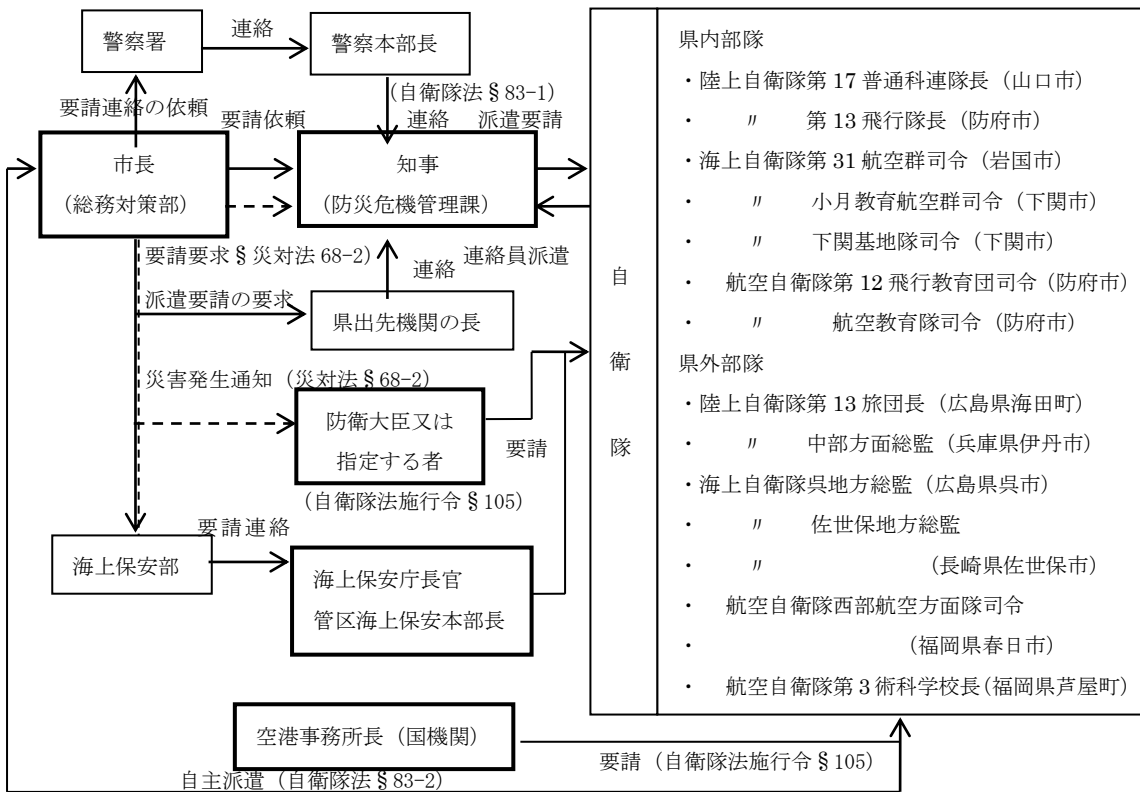 警察署
連絡
警察本部長
(自衛隊法§83-1)
要請連絡の依頼
要請依頼
連絡
派遣要請
市長
(総務対策部)
知事
(防災危機管理課)
要請要求§災対法 68-2)
連絡
連絡員派遣
派遣要請の要求
県出先機関の長
災害発生通知 (災対法§68-2)
防衛大臣又は
指定する者
要請
(自衛隊法施行令§105)
要請連絡
海上保安部
海上保安庁長官
管区海上保安本部長
空港事務所長 (国機関)
要請 (自衛隊法施行令§105)
自主派遣 (自衛隊法§83-2)
自
衛
隊
県内部隊
・陸上自衛隊第 17 普通科連隊長 (山口市)
・ 〃 第 13 飛行隊長 (防府市)
・海上自衛隊第 31 航空群司令 (岩国市)
・ 〃 小月教育航空群司令 (下関市)
・ 〃 下関基地隊司令 (下関市)
・ 航空自衛隊第 12 飛行教育団司令 (防府市)
・ 〃 航空教育隊司令 (防府市)
県外部隊
・陸上自衛隊第 13 旅団長 (広島県海田町)
・ 〃 中部方面総監 (兵庫県伊丹市)
・海上自衛隊呉地方総監 (広島県呉市)
・ 〃 佐世保地方総監
・ 〃 (長崎県佐世保市)
・ 航空自衛隊西部航空方面隊司令
・ (福岡県春日市)
・ 航空自衛隊第 3 術科学校長(福岡県芦屋町)